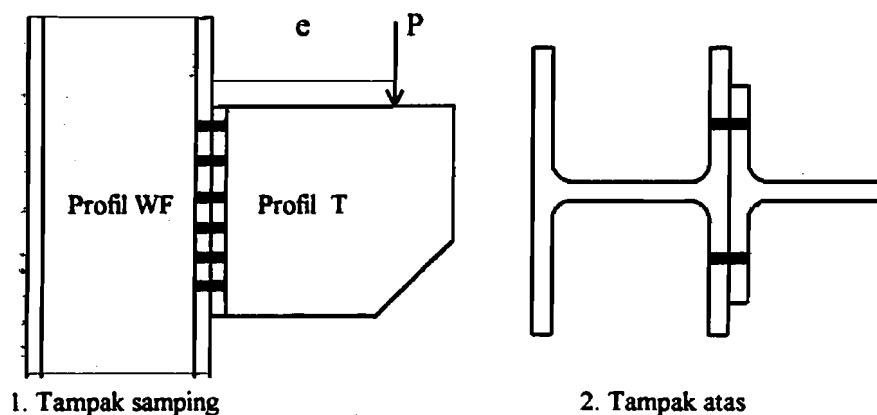 e
P
Profil WF
Profil T
1. Tampak samping
2. Tampak atas